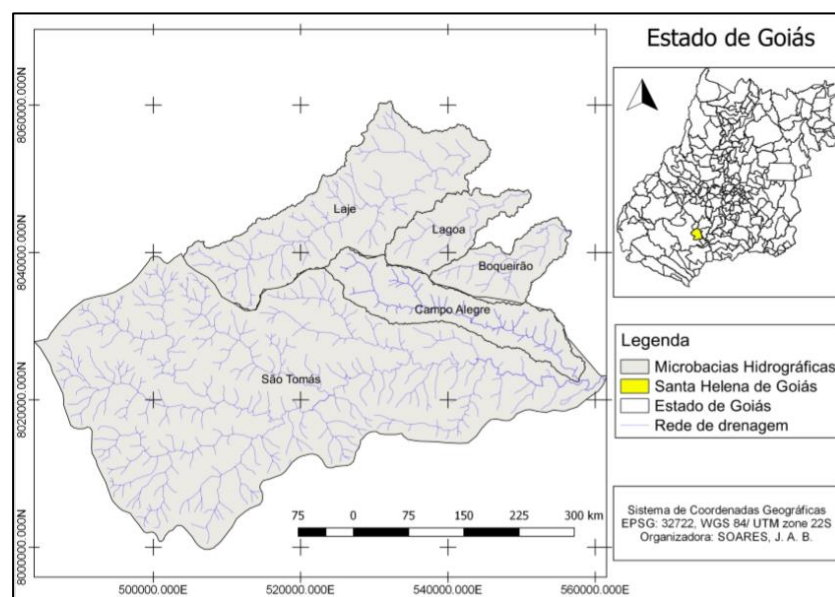 Estado de Goiás
8060000.000N
8040000.000N
8020000.000N
8000000.000N
Laje
Lagoa
Boqueirão
Campo Alegre
São Tomás
75 0 75 150 225 300 km
500000.000E 520000.000E 540000.000E 560000.000E
Legenda
Microbacias Hidrográficas
Santa Helena de Goiás
Estado de Goiás
Rede de drenagem
Sistema de Coordenadas Geográficas
EPSG: 32722, WGS 84/ UTM zone 22S
Organizadora: SOARES, J. A. B.